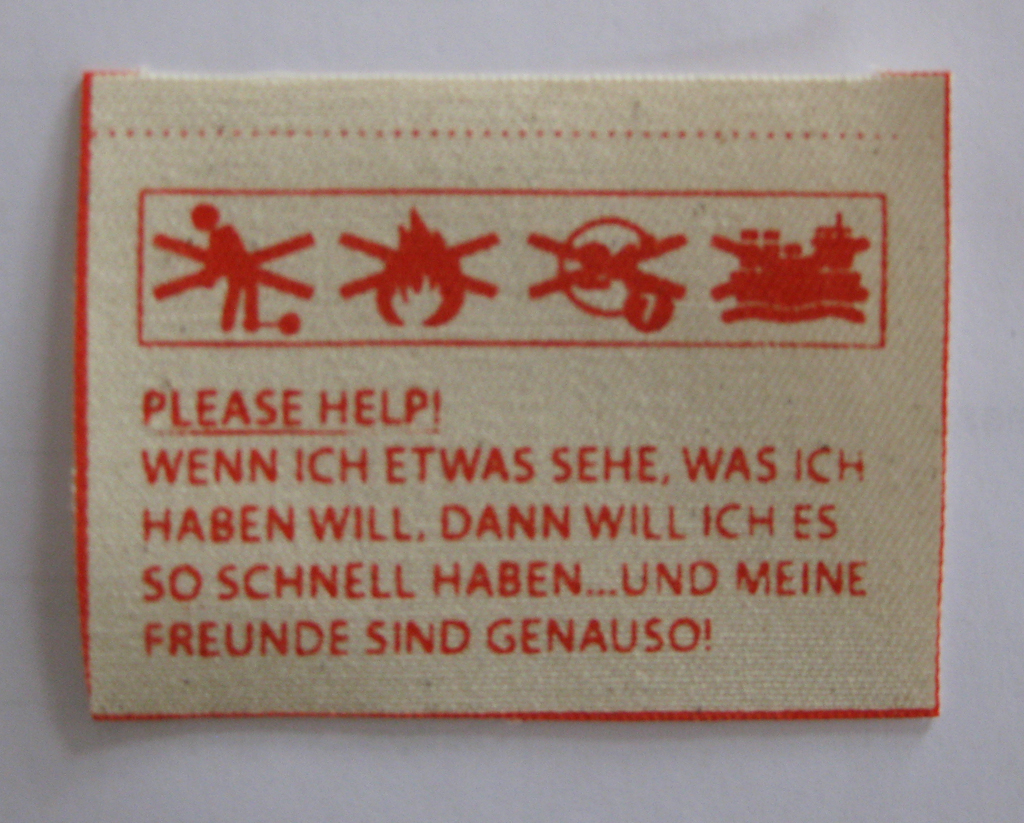 7
PLEASE HELP!
WENN ICH ETWAS SEHE, WAS ICH
HABEN WILL, DANN WILL ICH ES
SO SCHNELL HABEN...UND MEINE
FREUNDE SIND GENAUSO!